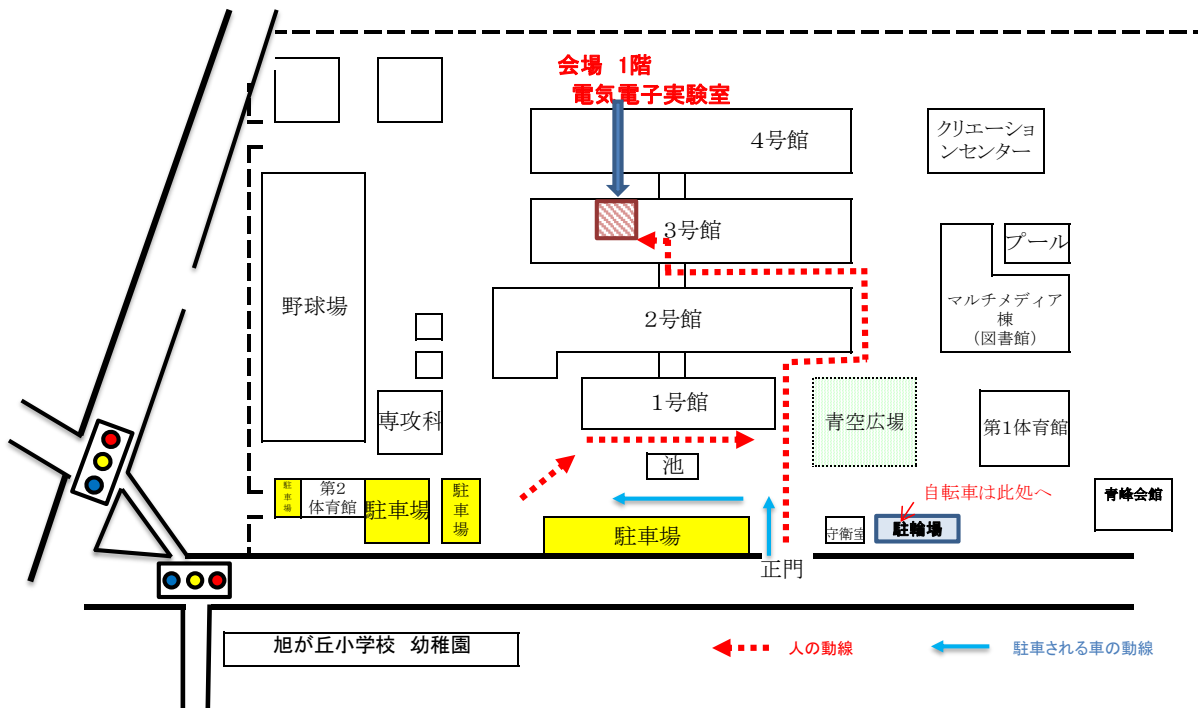 会場 1階
電気電子実験室
4号館
クリエーショ
ンセンター
3号館
プール
野球場
2号館
マルチメディア
棟
（図書館）
1号館
専攻科
青空広場
第1体育館
池
駐車場
第2
体育館
駐車場
駐車場
駐車場
自転車は此処へ
青峰会館
守衛室
駐輪場
正門
旭が丘小学校 幼稚園
人の動線
駐車される車の動線